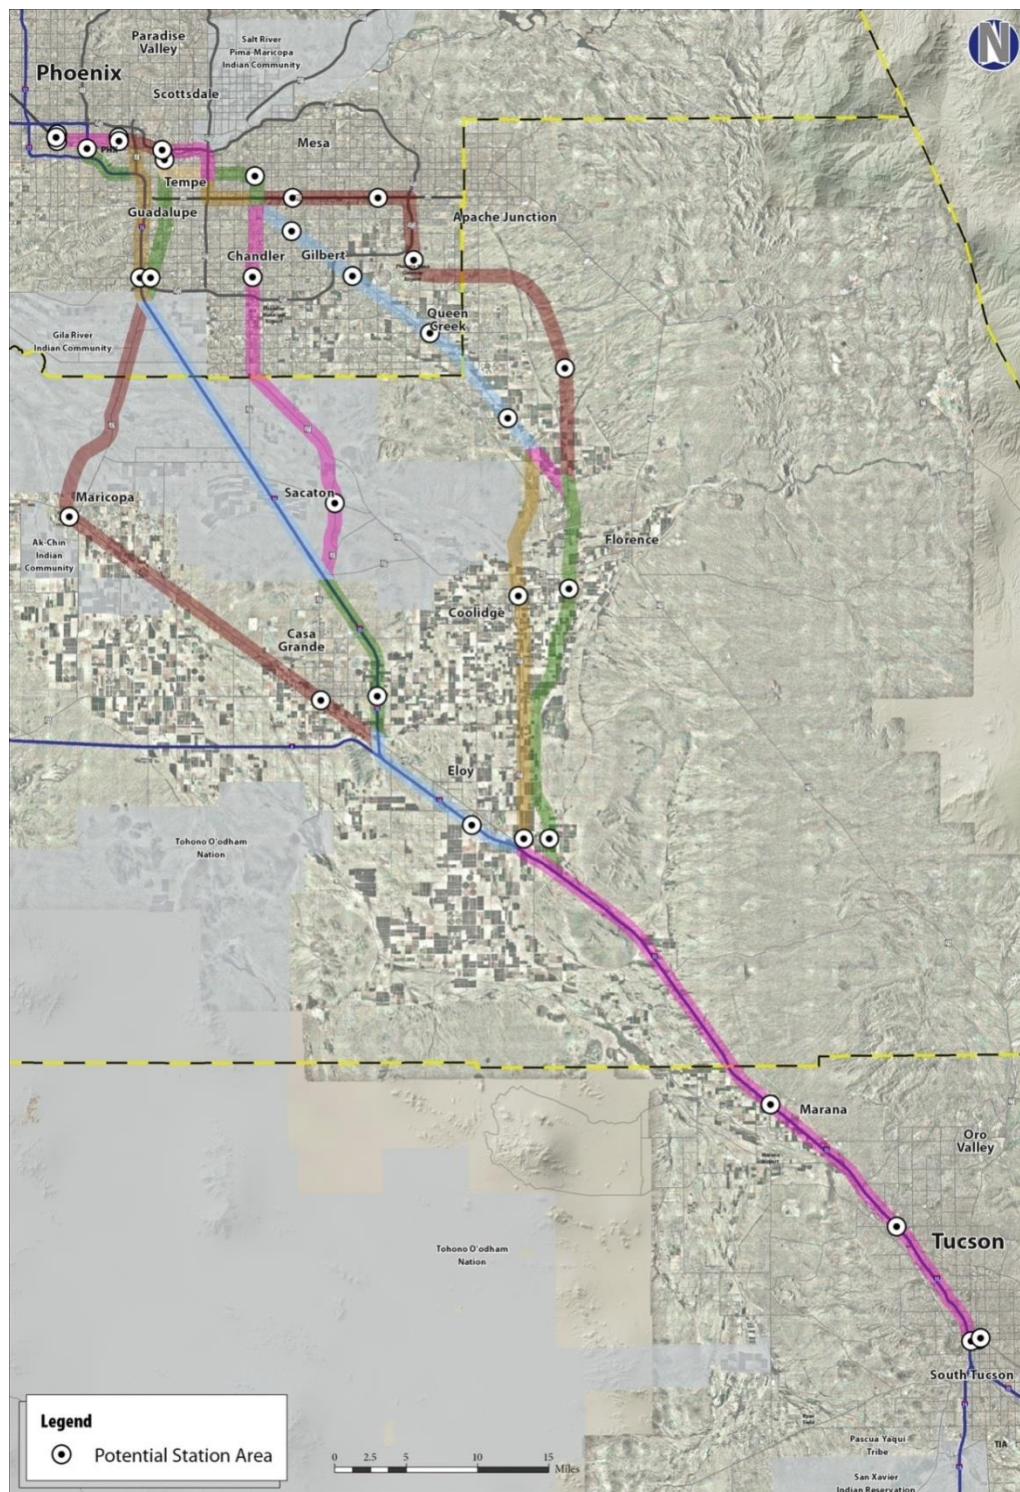 Paradise
Valley
Salt River
Pima-Maricopa
Indian Community
N
Phoenix
Scottsdale
Mesa
PHX
Tempe
Guadalupe
Apache Junction
Chandler
Gilbert
Queen
Creek
Gila River
Indian Community
Sacaton
Maricopa
Ak-Chin
Indian
Community
Florence
Coolidge
Casa
Grande
Eloy
Tohono O'odham
Nation
Marana
Oro
Valley
Tohono O'odham
Nation
Tucson
South Tucson
Legend
Potential Station Area
0 2.5 5 10 15
Miles
Pascua Yaqui
Tribe
TIA
San Xavier
Indian Reservation